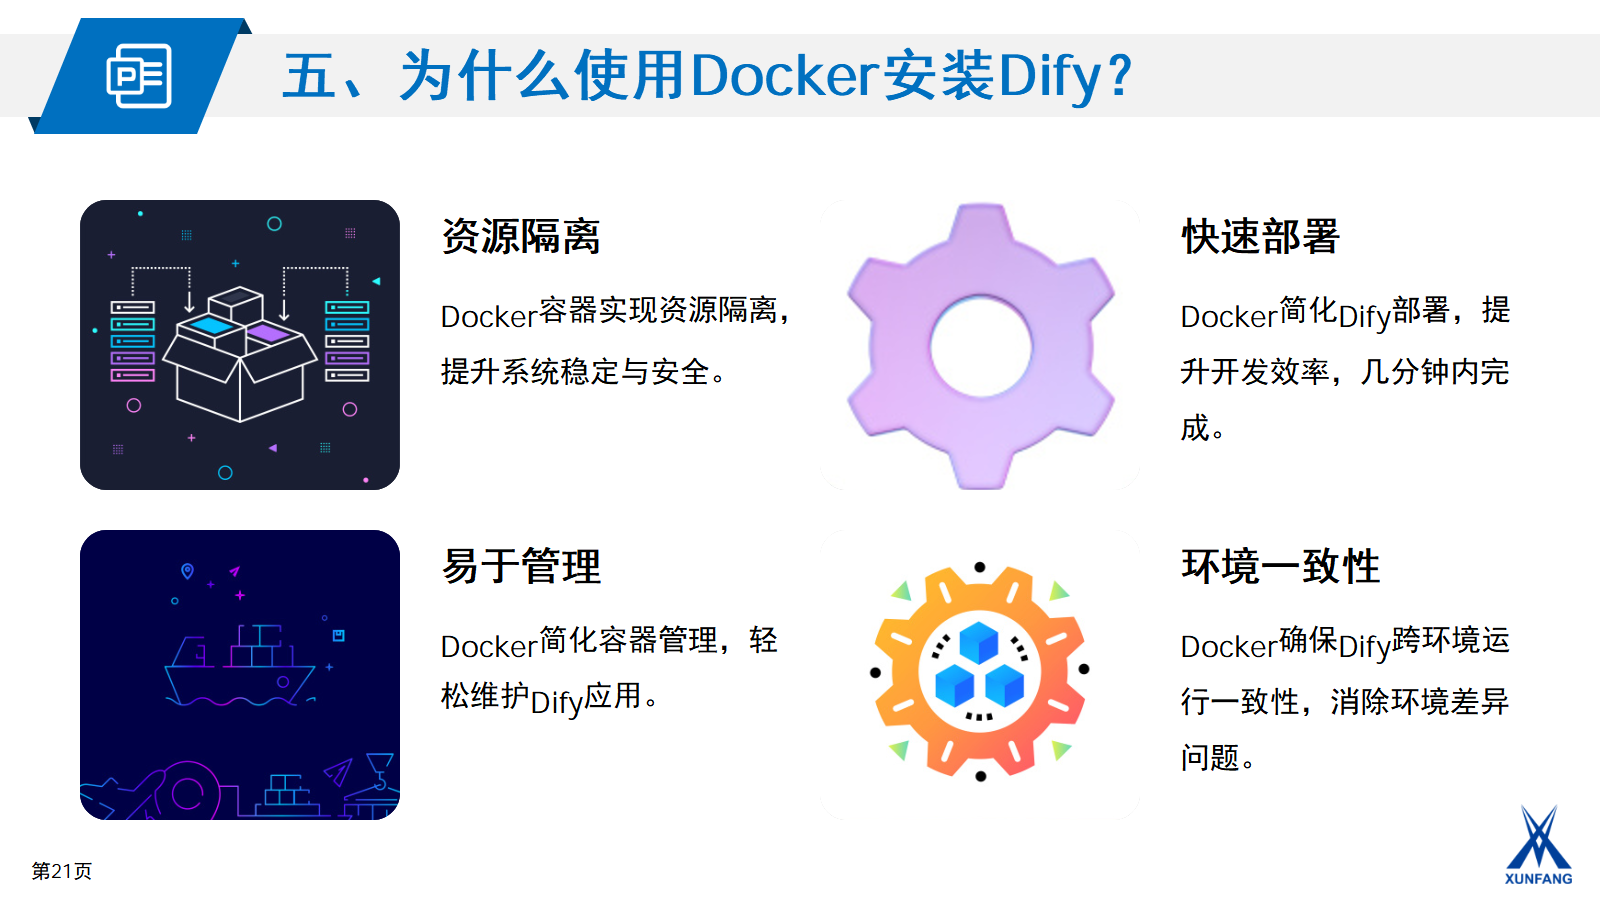 五、为什么使用Docker安装Dify?
资源隔离
Docker容器实现资源隔离，
提升系统稳定与安全。
快速部署
Docker简化Dify部署，提
升开发效率，几分钟内完
成。
易于管理
Docker简化容器管理，轻
松维护Dify应用。
环境一致性
Docker确保Dify跨环境运
行一致性，消除环境差异
问题。
第21页
XUNFANG